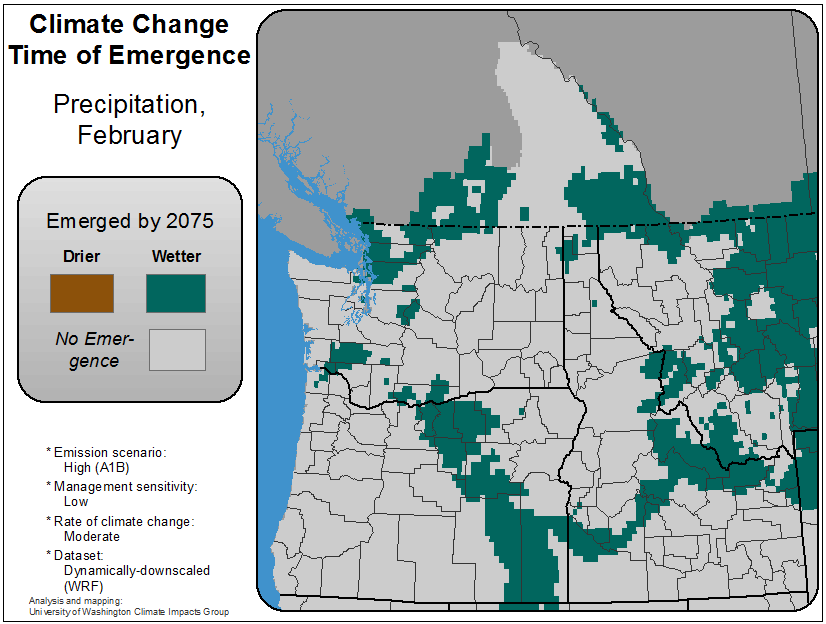 Climate Change
Time of Emergence
Precipitation,
February
Emerged by 2075
Drier
Wetter
No Emer-
gence
* Emission scenario:
High (A1B)
* Management sensitivity:
Low
* Rate of climate change:
Moderate
* Dataset:
Dynamically-downscaled
(WRF)
Analysis and mapping:
University of Washington Climate Impacts Group